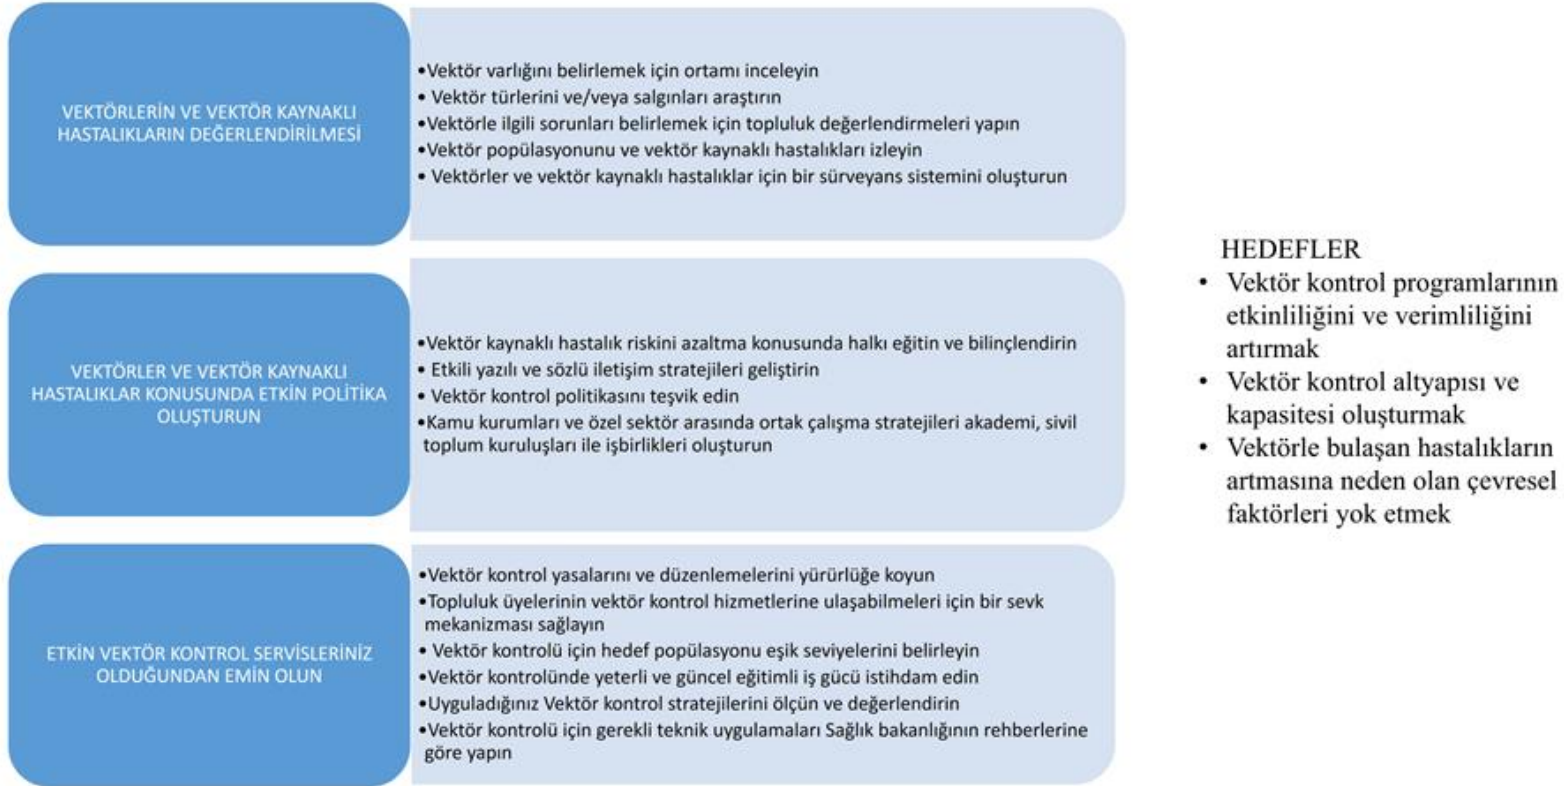 VEKTÖRLERİN VE VEKTÖR KAYNAKLI
HASTALIKLARIN DEĞERLENDİRİLMESİ
•Vektör varlığını belirlemek için ortamı inceleyin
• Vektör türlerini ve/veya salgınları araştırın
•Vektörle ilgili sorunları belirlemek için topluluk değerlendirmeleri yapın
•Vektör popülasyonunu ve vektör kaynaklı hastalıkları izleyin
• Vektörler ve vektör kaynaklı hastalıklar için bir sürveyans sistemini oluşturun
VEKTÖRLER VE VEKTÖR KAYNAKLI
HASTALIKLAR KONUSUNDA ETKİN POLİTİKA
OLUŞTURUN
•Vektör kaynaklı hastalık riskini azaltma konusunda halkı eğitin ve bilinçlendirin
• Etkili yazılı ve sözlü iletişim stratejileri geliştirin
• Vektör kontrol politikasını teşvik edin
•Kamu kurumları ve özel sektör arasında ortak çalışma stratejileri akademi, sivil
toplum kuruluşları ile işbirlikleri oluşturun
ETKİN VEKTÖR KONTROL SERVİSLERİNİZ
OLDUĞUNDAN EMİN OLUN
•Vektör kontrol yasalarını ve düzenlemelerini yürürlüğe koyun
•Topluluk üyelerinin vektör kontrol hizmetlerine ulaşabilmeleri için bir sevk
mekanizması sağlayın
• Vektör kontrolü için hedef popülasyonu eşik seviyelerini belirleyin
•Vektör kontrolünde yeterli ve güncel eğitimli iş gücü istihdam edin
•Uyguladığınız Vektör kontrol stratejilerini ölçün ve değerlendirin
•Vektör kontrolü için gerekli teknik uygulamaları Sağlık bakanlığının rehberlerine
göre yapın
HEDEFLER
• Vektör kontrol programlarının
etkinliliğini ve verimliliğini
artırmak
• Vektör kontrol altyapısı ve
kapasitesi oluşturmak
• Vektörle bulaşan hastalıkların
artmasına neden olan çevresel
faktörleri yok etmek